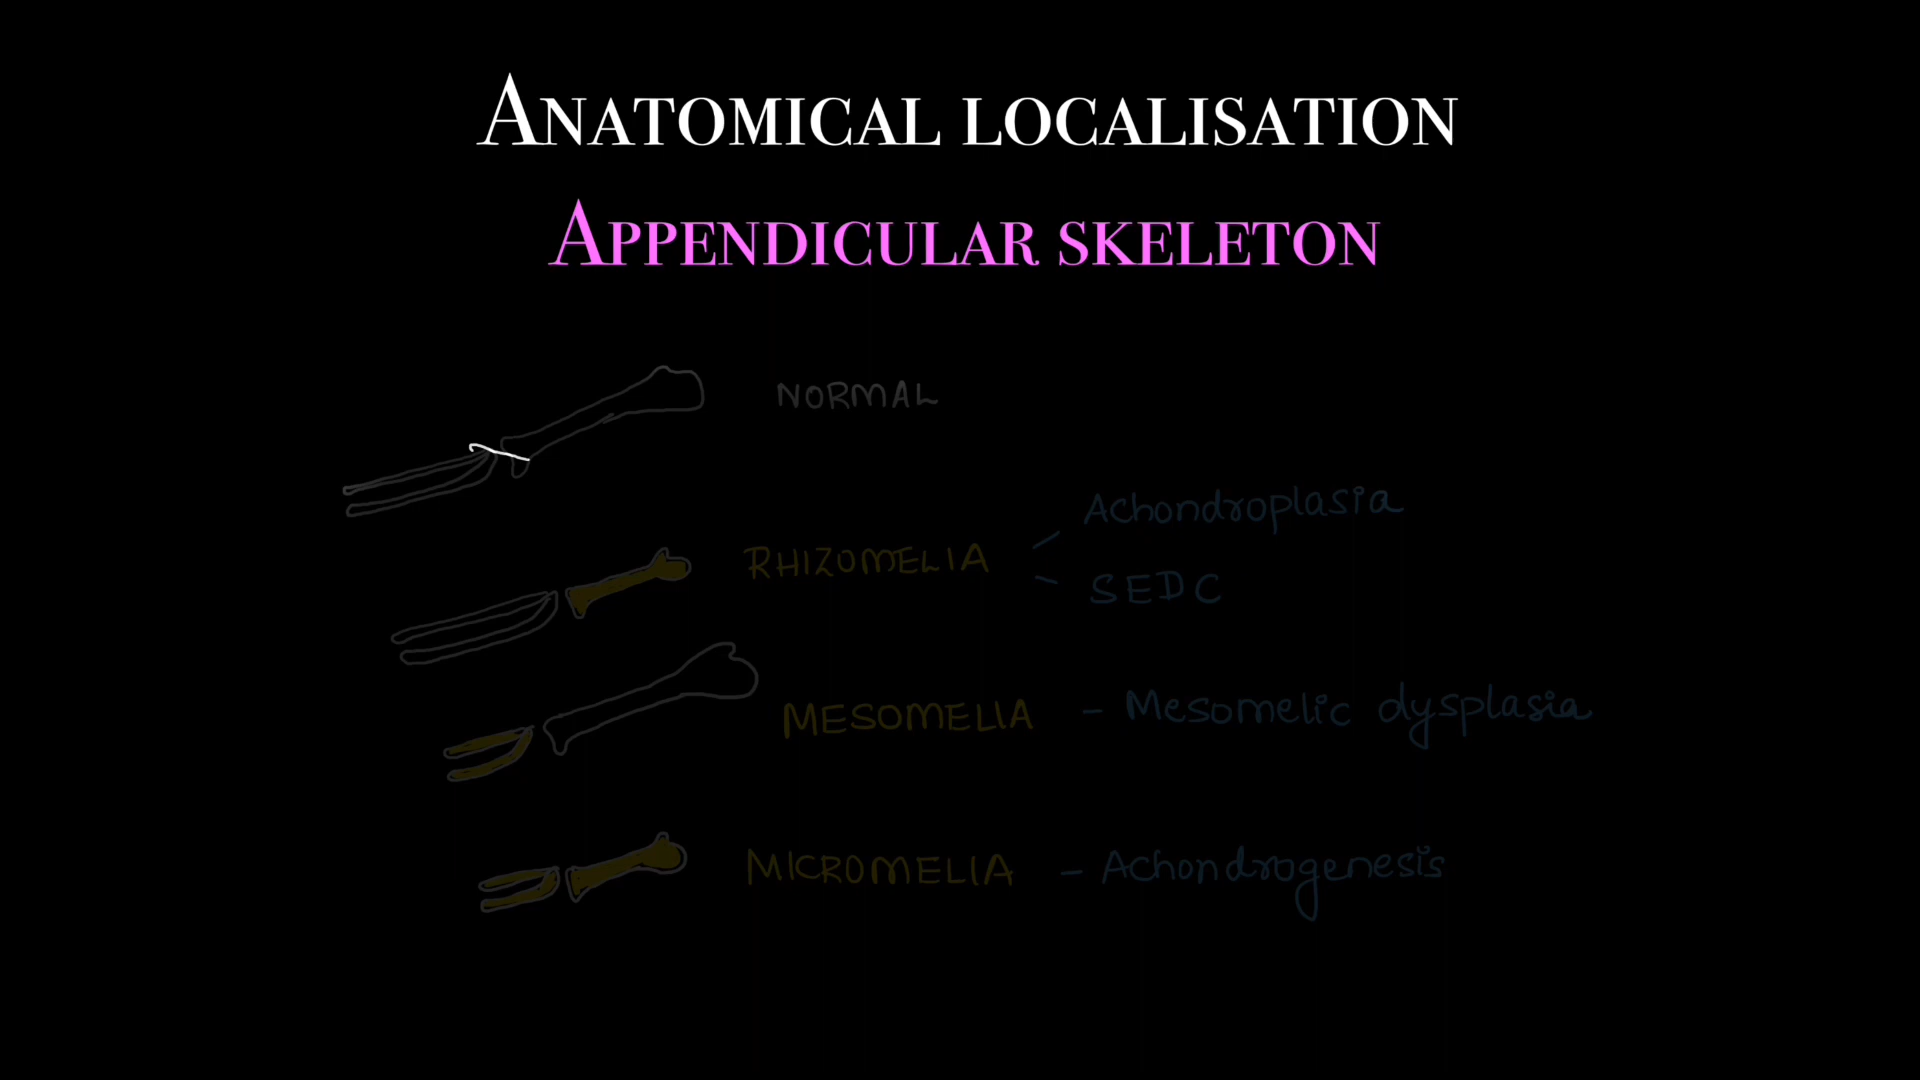 Anatomical localisation
Appendicular skeleton
NORMAL
Achondroplasia
RHIZOMELIA
SEDC
MESOMELIA - Mesomelic dysplasia
MICROMELIA - Achondrogenesis